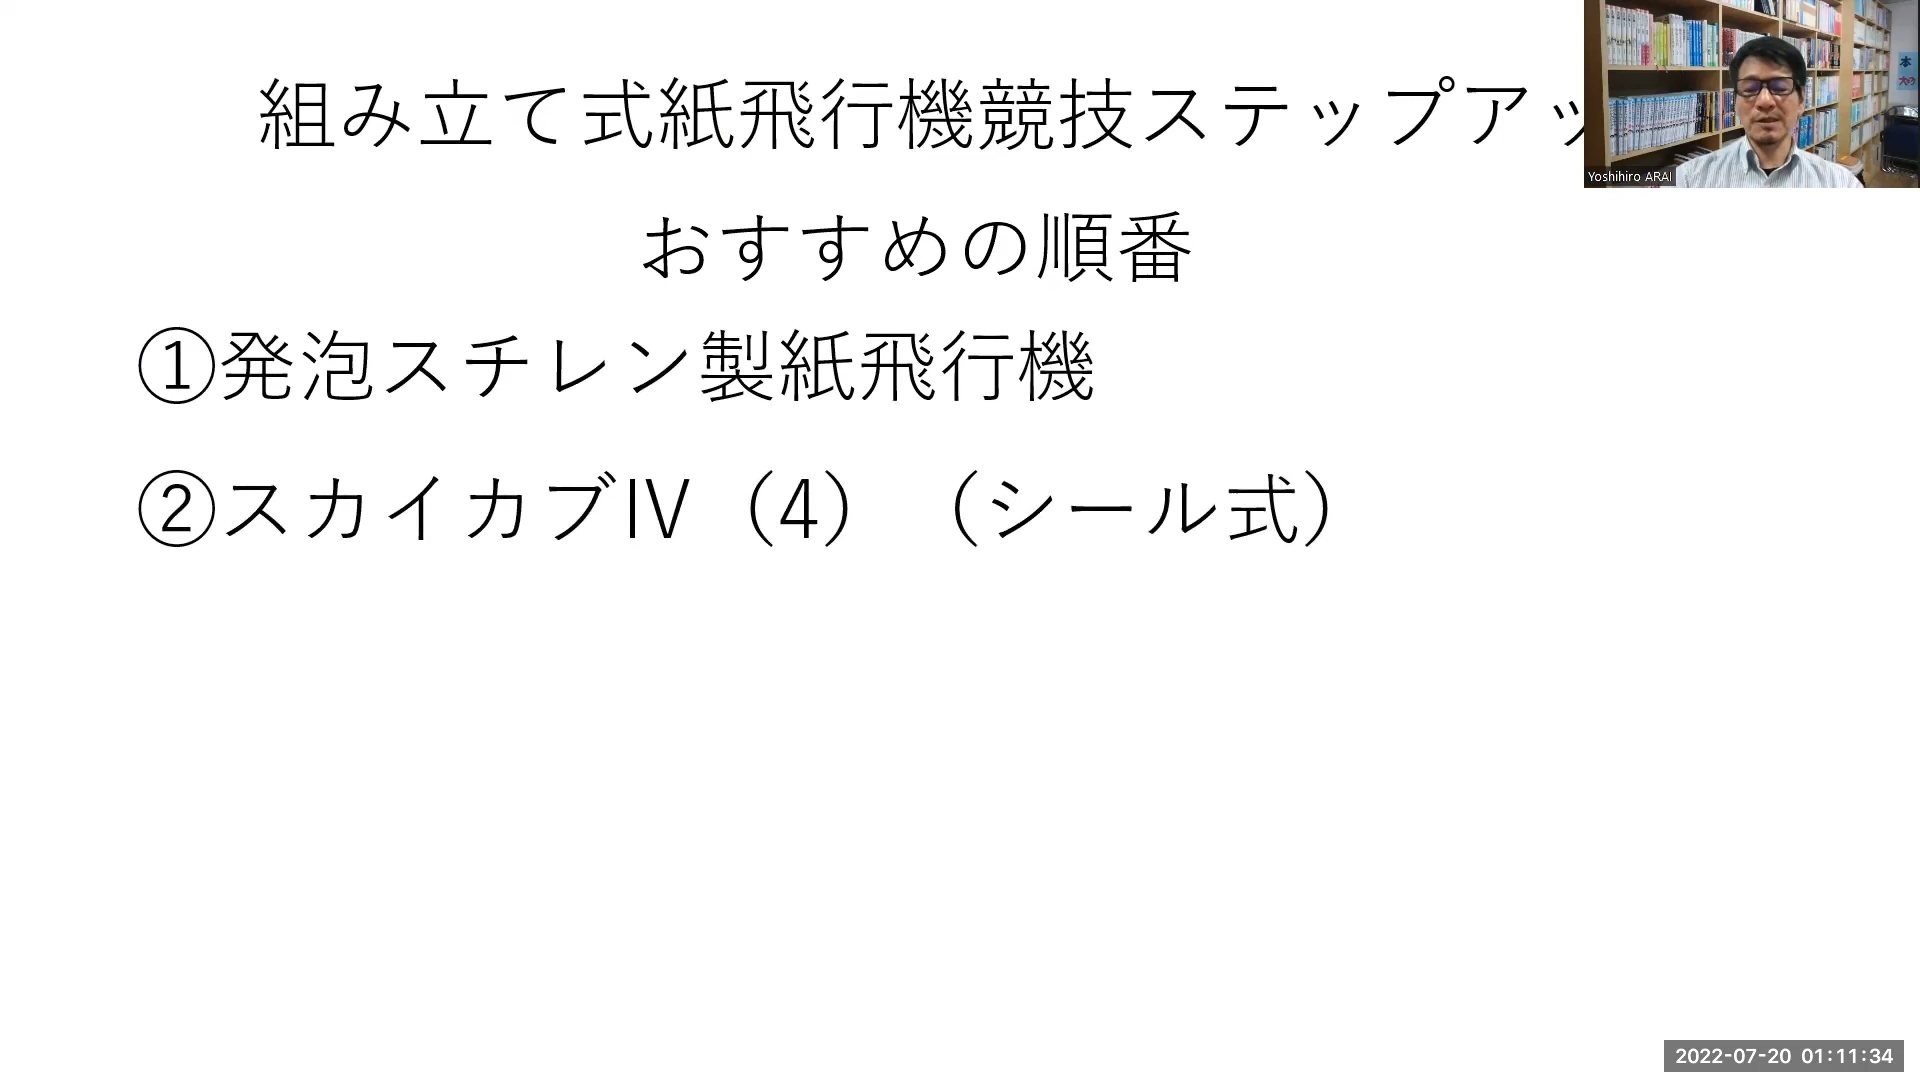 組み立て式紙飛行機競技ステップアッ
おすすめの順番
①発泡スチレン製紙飛行機
②スカイカブⅣ（4）　（シール式）
Yoshihiro ARAI
2022-07-20 01:11:34